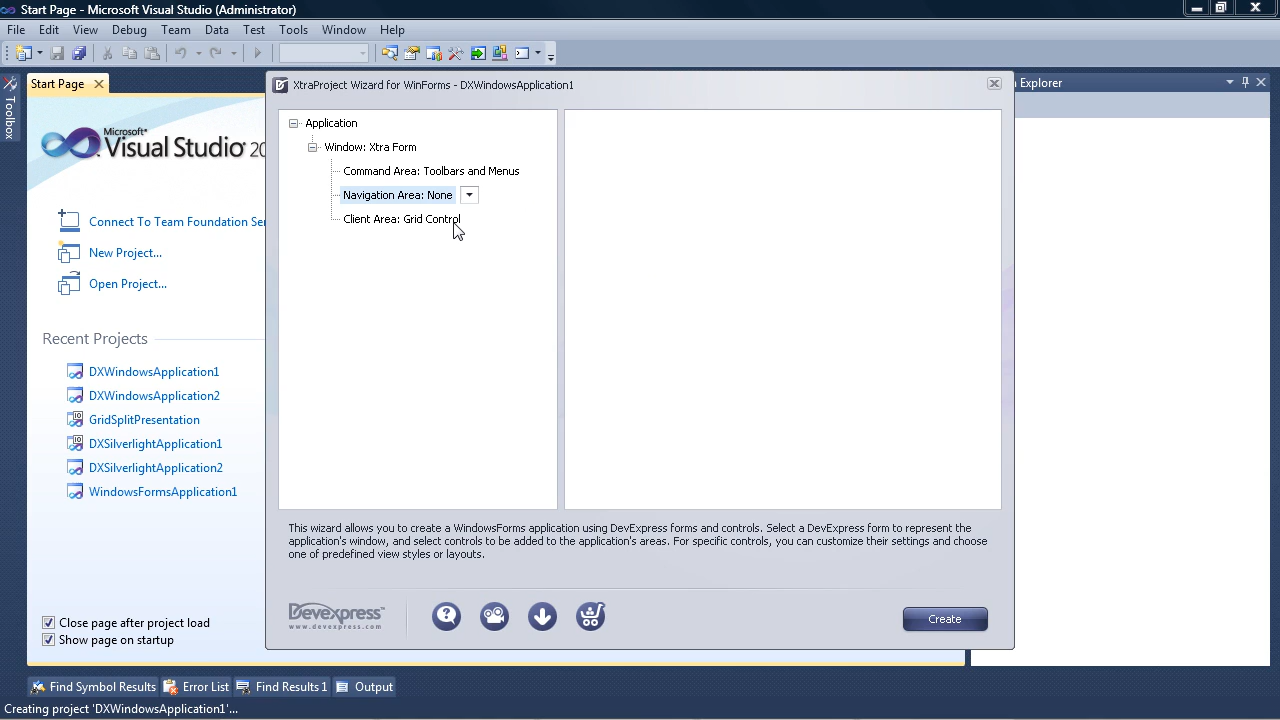 Start Page - Microsoft Visual Studio (Administrator)
File Edit View Debug Team Data Test Tools Window Help
Start Page
Toolbox
Explorer
Microsoft®
Visual Studio
Connect To Team Foundation
New Project...
Open Project...
Recent Projects
DXWindowsApplication1
DXWindowsApplication2
GridSplitPresentation
DXSilverlightApplication1
DXSilverlightApplication2
WindowsFormsApplication1
Close page after project load
Show page on startup
XtraProject Wizard for WinForms - DXWindowsApplication1
Application
Window: Xtra Form
Command Area: Toolbars and Menus
Navigation Area: None
Client Area: Grid Control
This wizard allows you to create a WindowsForms application using DevExpress forms and controls. Select a DevExpress form to represent the
application's window, and select controls to be added to the application's areas. For specific controls, you can customize their settings and choose
one of predefined view styles or layouts.
Devexpress™
www.devexpress.com
Create
Find Symbol Results Error List Find Results 1 Output
Creating project 'DXWindowsApplication1'...